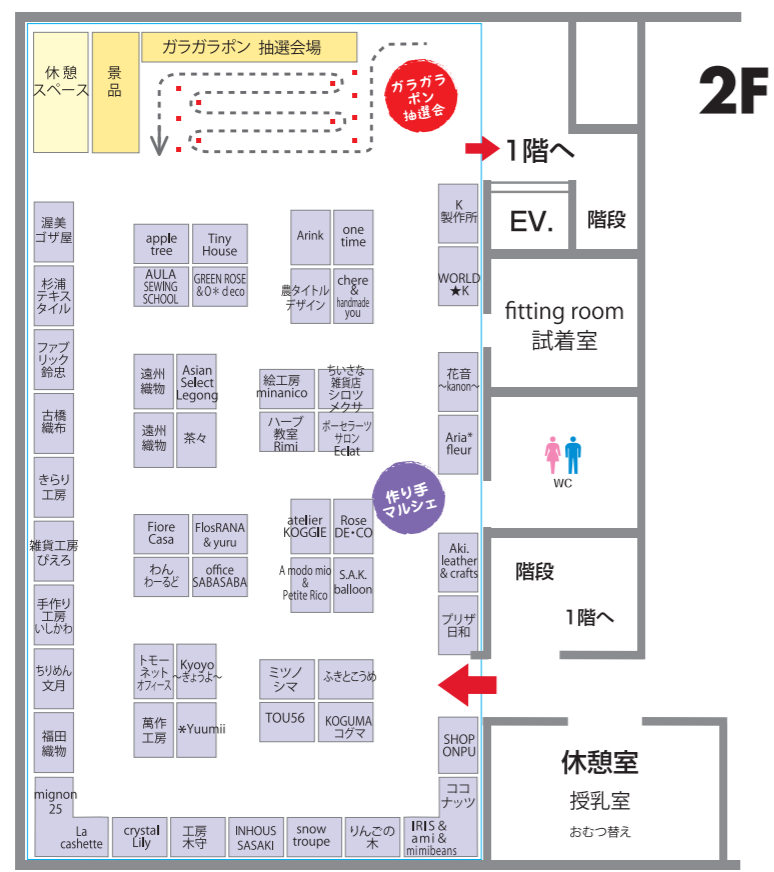 2F
休憩
スペース
景
品
ガラガラポン 抽選会場
ガラガラ
ポン
抽選会
1階へ
EV.
階段
fitting room
試着室
WC
階段
1階へ
休憩室
授乳室
おむつ替え
渥美
ゴザ屋
杉浦
テキス
タイル
ファブ
リック
鈴忠
古橋
織布
きらり
工房
雑貨工房
ぴえろ
手作り
工房
いしかわ
ちりめん
文月
福田
織物
mignon
25
La
cashette
crystal
Lily
工房
木守
INHOUS
SASAKI
snow
troupe
りんごの
木
IRIS &
ami &
mimibeans
ココ
ナッツ
SHOP
ONPU
プリザ
日和
Aki.
leather
& crafts
Aria*
fleur
花音
〜kanon〜
WORLD
★K
K
製作所
apple
tree
Tiny
House
AULA
SEWING
SCHOOL
GREEN ROSE
&O＊deco
Arink
one
time
農タイトル
デザイン
chere
&
handmade
you
遠州
織物
Asian
Select
Legong
遠州
織物
茶々
絵工房
minanico
ちいさな
雑貨店
シロツ
メクサ
ハーブ
教室
Rimi
ポーセラーツ
サロン
Eclat
作り手
マルシェ
Fiore
Casa
FlosRANA
& yuru
わん
わーるど
office
SABASABA
atelier
KOGGIE
Rose
DE・CO
A modo mio
&
Petite Rico
S.A.K.
balloon
トモー
ネット
オフィース
Kyoyo
〜ぎょうよ〜
萬作
工房
＊Yuumii
ミツノ
シマ
ふきとこうめ
TOU56
KOGUMA
コグマ